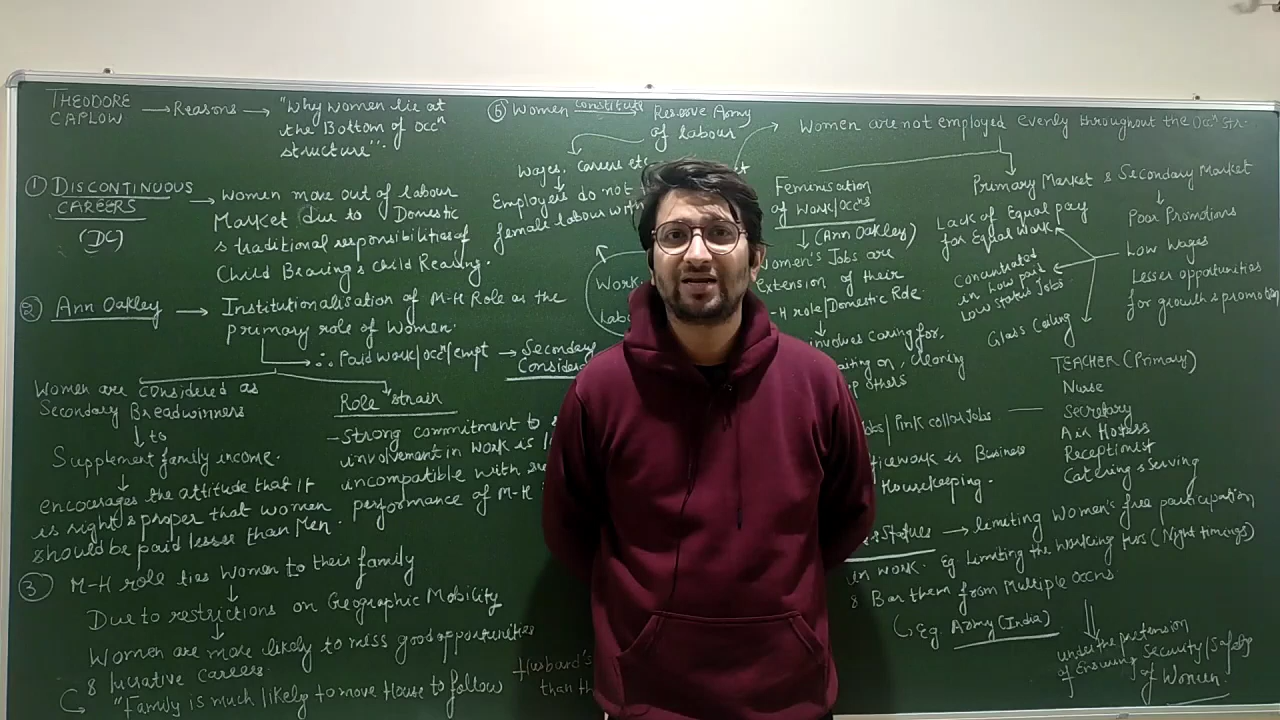 THEODORE
CAPLOW
→ Reasons →
"Why women lie at
the Bottom of Occⁿ
structure".
① DISCONTINUOUS
CAREERS
(DC)
→ Women move out of labour
Market due to Domestic
& traditional responsibilities of
Child Bearing & Child Rearing.
② Ann Oakley →
Institutionalisation of M-H Role as the
primary role of Women.
∴ Paid work/occⁿ/empt → Secondary
Women are considered as
Secondary Breadwinners
↓ to
Supplement family income.
↓
encourages the attitude that it
is right & proper that women
should be paid lesser than Men.
Role strain
- strong commitment to
involvement in work is
incompatible with
performance of M-H
③ M-H role ties Women to their family
↓
Due to restrictions on Geographic Mobility
↓
Women are more likely to miss good opportunities
& lucrative careers.
"Family is much likely to move House to follow
Husband's
than
Women constitute Reserve Army
of labour
Wages, Careers etc
Employers do not
female labour
Work
Women are not employed evenly throughout the Occⁿ Str.
Feminisation
of Work/Occns
↓ (Ann Oakley)
Women's Jobs are
Extension of their
M-H role/Domestic Role
↓
involves caring for,
waiting on, cleaning
others
Jobs/Pink collar Jobs —
is Business
Housekeeping.
Primary Market & Secondary Market
Poor Promotions
Low Wages
Lesser opportunities
for growth & promotion
Lack of Equal pay
for Equal Work
Concentrated
in Low paid
Low status Jobs.
Glass Ceiling
TEACHER (Primary)
Nurse
Secretary
Air Hostess
Receptionist
Catering & Serving
Statues → limiting Women's free participation
in work. Eg Limiting the Working Hrs (Night timings)
& Bar them from Multiple Occns
Eg Army (India)
under the pretension
of Ensuring Security/Safety
of Women.